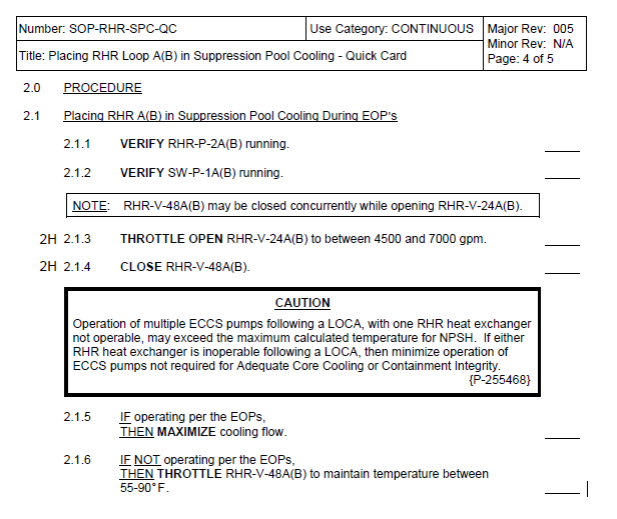 Number: SOP-RHR-SPC-QC
Use Category: CONTINUOUS
Major Rev: 005
Minor Rev: N/A
Title: Placing RHR Loop A(B) in Suppression Pool Cooling - Quick Card
Page: 4 of 5
2.0 PROCEDURE
2.1 Placing RHR A(B) in Suppression Pool Cooling During EOP's
2.1.1 VERIFY RHR-P-2A(B) running.
2.1.2 VERIFY SW-P-1A(B) running.
NOTE: RHR-V-48A(B) may be closed concurrently while opening RHR-V-24A(B).
2H 2.1.3 THROTTLE OPEN RHR-V-24A(B) to between 4500 and 7000 gpm.
2H 2.1.4 CLOSE RHR-V-48A(B).
CAUTION
Operation of multiple ECCS pumps following a LOCA, with one RHR heat exchanger
not operable, may exceed the maximum calculated temperature for NPSH. If either
RHR heat exchanger is inoperable following a LOCA, then minimize operation of
ECCS pumps not required for Adequate Core Cooling or Containment Integrity.
{P-255468}
2.1.5 IF operating per the EOPs,
THEN MAXIMIZE cooling flow.
2.1.6 IF NOT operating per the EOPs,
THEN THROTTLE RHR-V-48A(B) to maintain temperature between
55-90°F.